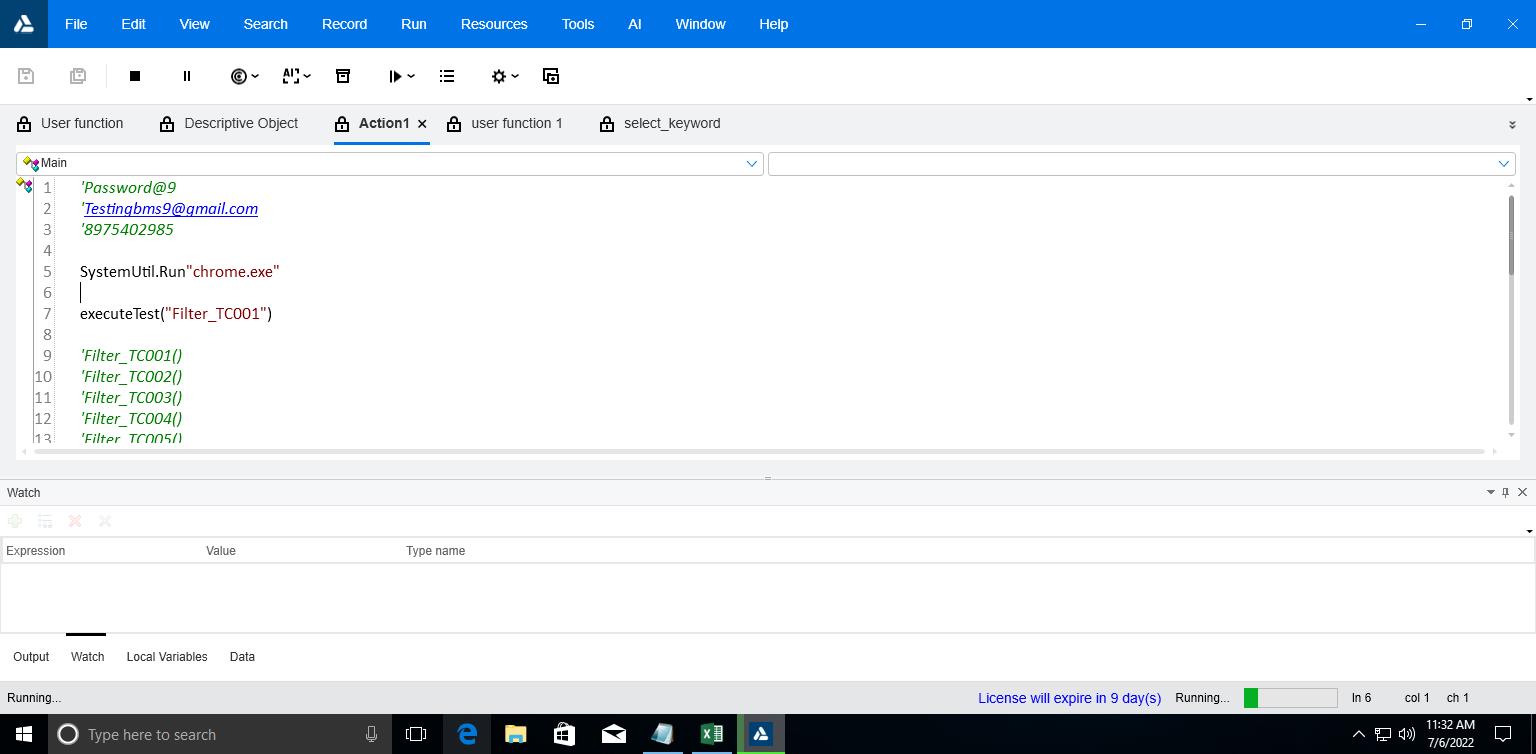 File Edit View Search Record Run Resources Tools AI Window Help
User function Descriptive Object Action1 user function 1 select_keyword
Main
1 'Password@9
2 'Testingbms9@gmail.com
3 '8975402985
4
5 SystemUtil.Run"chrome.exe"
6
7 executeTest("Filter_TC001")
8
9 'Filter_TC001()
10 'Filter_TC002()
11 'Filter_TC003()
12 'Filter_TC004()
13 'Filter_TC005()
Watch
Expression Value Type name
Output Watch Local Variables Data
Running... License will expire in 9 day(s) Running... ln 6 col 1 ch 1
Type here to search 11:32 AM
7/6/2022